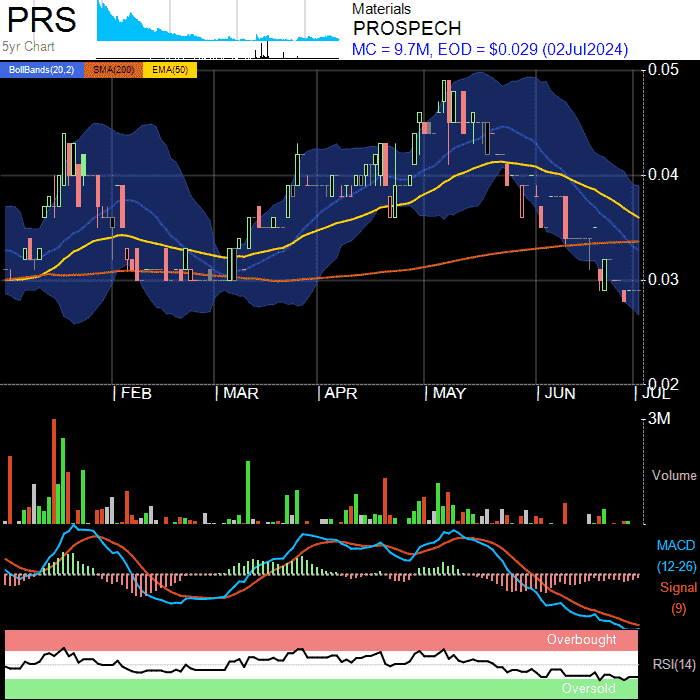 PRS
5yr Chart
Materials
PROSPECH
MC = 9.7M, EOD = $0.029 (02Jul2024)
BollBands(20,2) SMA(200) EMA(50)
0.05
0.04
0.03
0.02
FEB MAR APR MAY JUN JUL
3M
Volume
MACD
(12-26)
Signal
(9)
Overbought
RSI(14)
Oversold